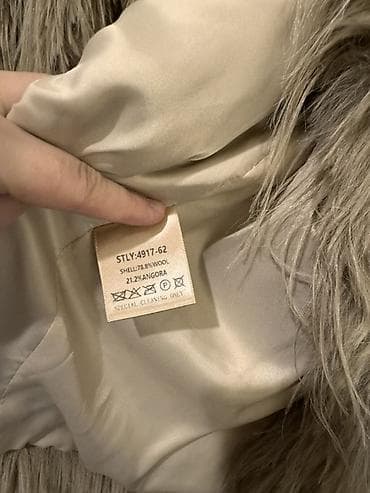 STLY:4917-62
SHELL:78.8%WOOL
21.2%ANGORA
P
SPECIAL CLEANING ONLY